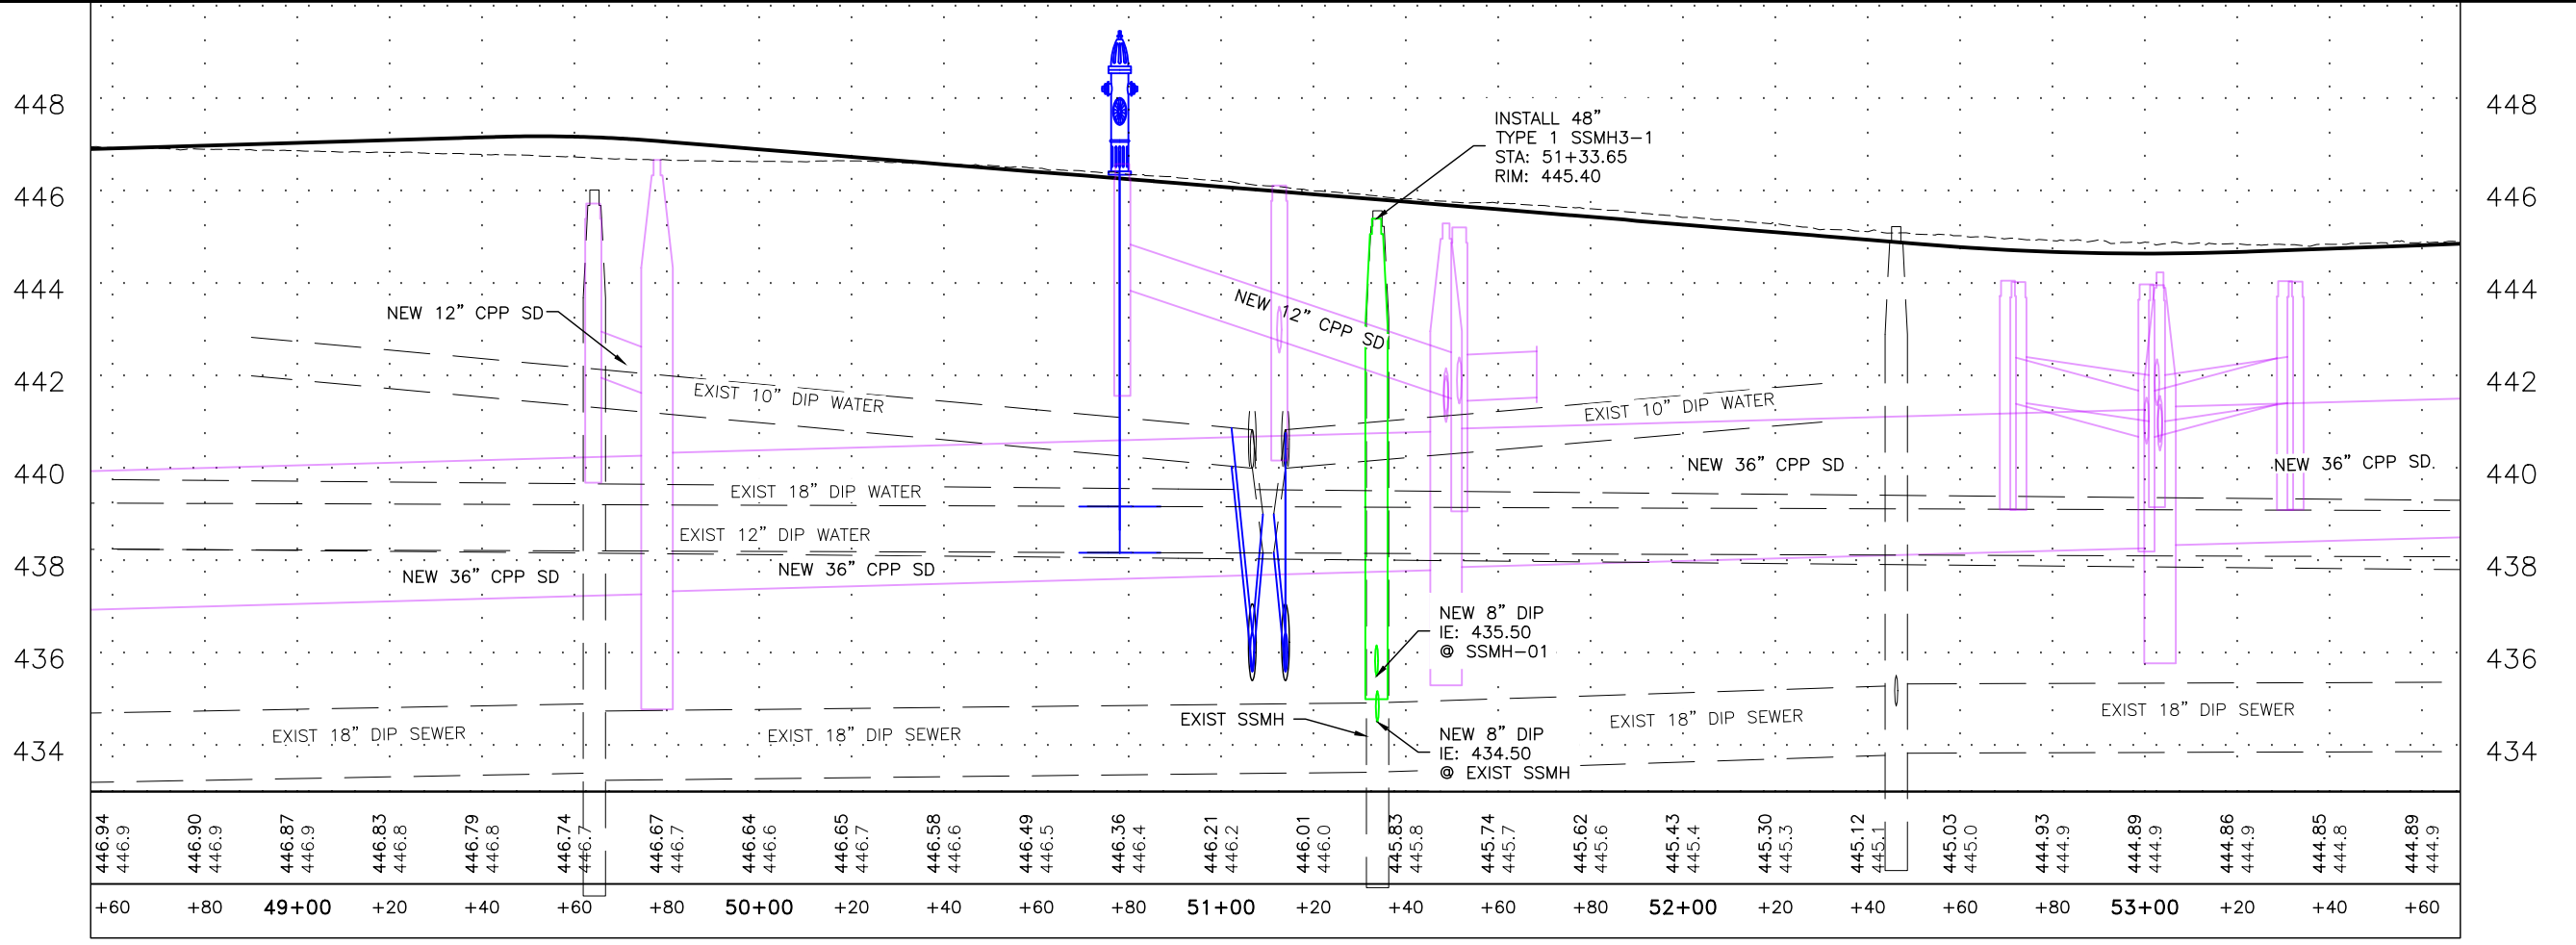 448
446
444
442
440
438
436
434
448
446
444
442
440
438
436
434
INSTALL 48"
TYPE 1 SSMH3-1
STA: 51+33.65
RIM: 445.40
NEW 12" CPP SD
NEW 12" CPP SD
EXIST 10" DIP WATER
EXIST 10" DIP WATER
NEW 36" CPP SD
NEW 36" CPP SD.
EXIST 18" DIP WATER
EXIST 12" DIP WATER
NEW 36" CPP SD
NEW 36" CPP SD
NEW 8" DIP
IE: 435.50
@ SSMH-01
EXIST SSMH
NEW 8" DIP
IE: 434.50
@ EXIST SSMH
EXIST 18" DIP SEWER
EXIST 18" DIP SEWER
EXIST 18" DIP SEWER
EXIST 18" DIP SEWER
446.94
446.9
446.90
446.9
446.87
446.9
446.83
446.8
446.79
446.8
446.74
446.7
446.67
446.7
446.64
446.6
446.65
446.7
446.58
446.6
446.49
446.5
446.36
446.4
446.21
446.2
446.01
446.0
445.83
445.8
445.74
445.7
445.62
445.6
445.43
445.4
445.30
445.3
445.12
445.1
445.03
445.0
444.93
444.9
444.89
444.9
444.86
444.9
444.85
444.8
444.89
444.9
+60 +80 49+00 +20 +40 +60 +80 50+00 +20 +40 +60 +80 51+00 +20 +40 +60 +80 52+00 +20 +40 +60 +80 53+00 +20 +40 +60